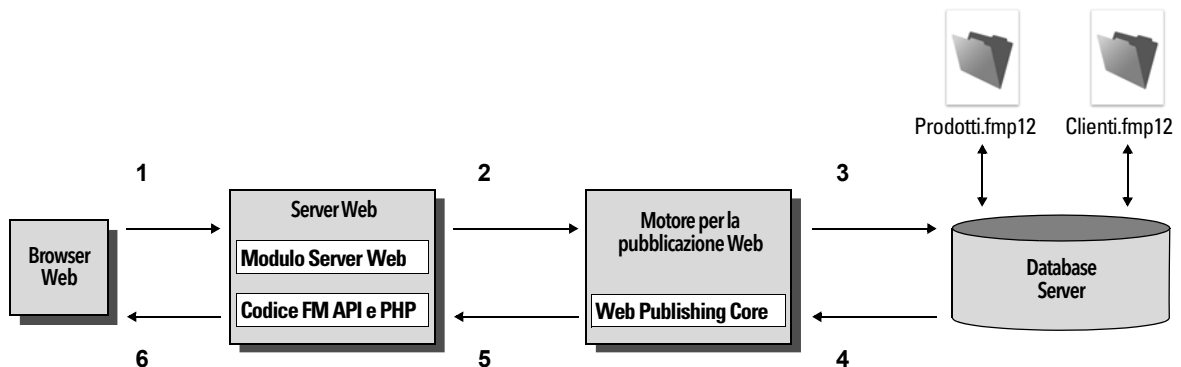 Prodotti.fmp12
Clienti.fmp12
1
2
3
Browser
Web
Server Web
Modulo Server Web
Codice FM API e PHP
Motore per la
pubblicazione Web
Web Publishing Core
Database
Server
6
5
4